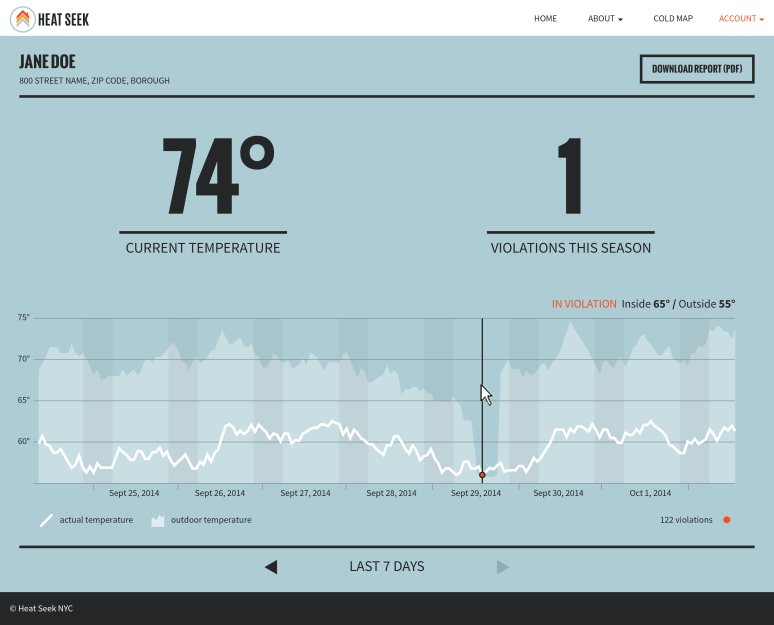 HEAT SEEK
HOME ABOUT COLD MAP ACCOUNT
JANE DOE
800 STREET NAME, ZIP CODE, BOROUGH
DOWNLOAD REPORT (PDF)
74°
CURRENT TEMPERATURE
1
VIOLATIONS THIS SEASON
IN VIOLATION Inside 65° / Outside 55°
75°
70°
65°
60°
Sept 25, 2014 Sept 26, 2014 Sept 27, 2014 Sept 28, 2014 Sept 29, 2014 Sept 30, 2014 Oct 1, 2014
actual temperature outdoor temperature 122 violations
LAST 7 DAYS
© Heat Seek NYC